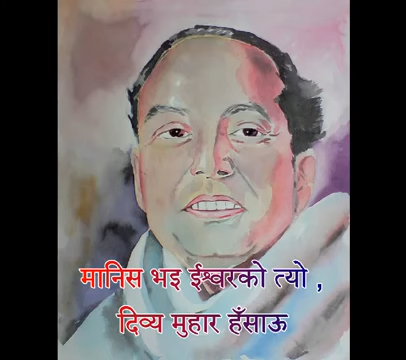 मानिस भइ ईश्वरको त्यो ,
दिव्य मुहार हँसाऊ